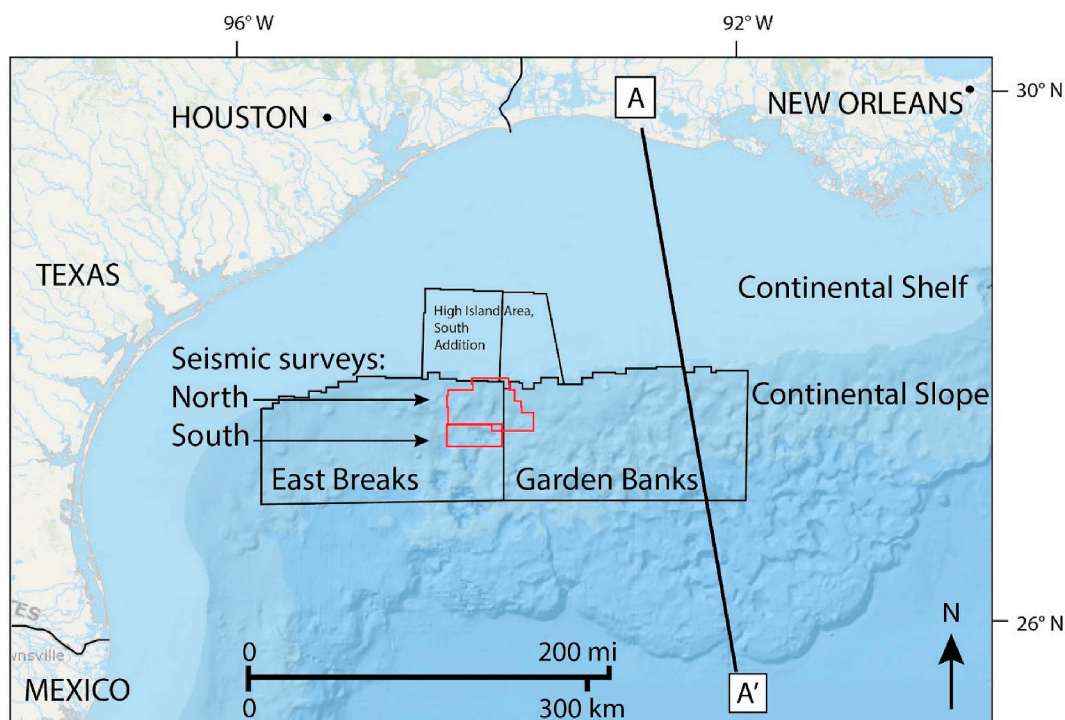 96° W
92° W
A
30° N
HOUSTON
NEW ORLEANS
TEXAS
Continental Shelf
High Island Area,
South
Addition
Seismic surveys:
North
South
Continental Slope
East Breaks
Garden Banks
26° N
N
0
200 mi
0
300 km
MEXICO
A'